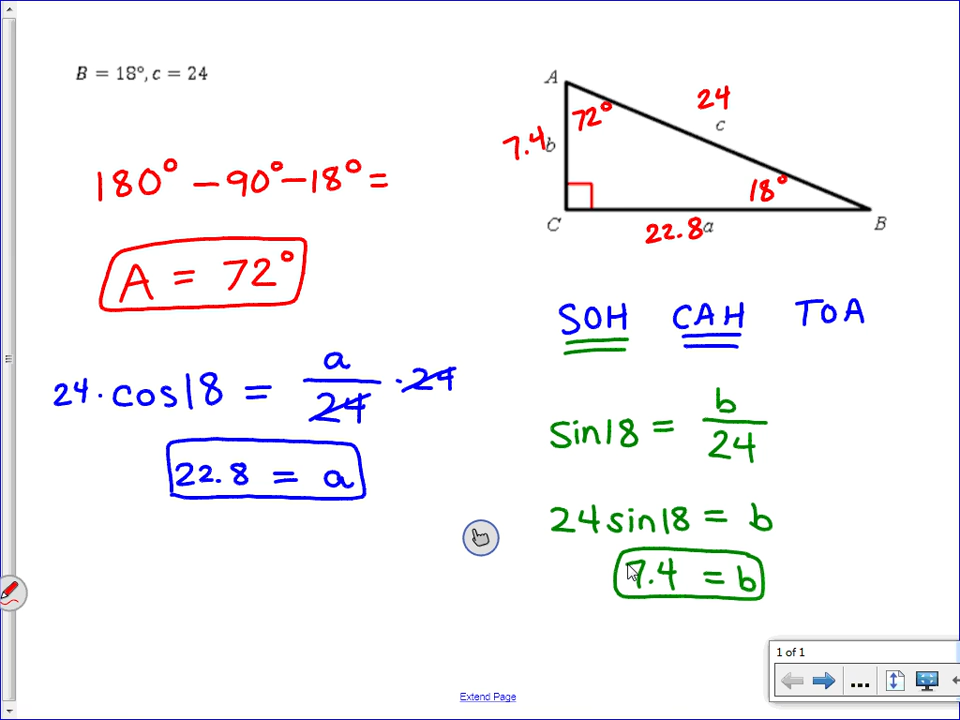 B = 18°, c = 24
180° - 90° - 18° =
A = 72°
24 · cos18 = a/24 · 24
22.8 = a
A
24
c
72°
7.4
b
18°
C
22.8
a
B
SOH CAH TOA
sin18 = b/24
24sin18 = b
7.4 = b
1 of 1
...
Extend Page